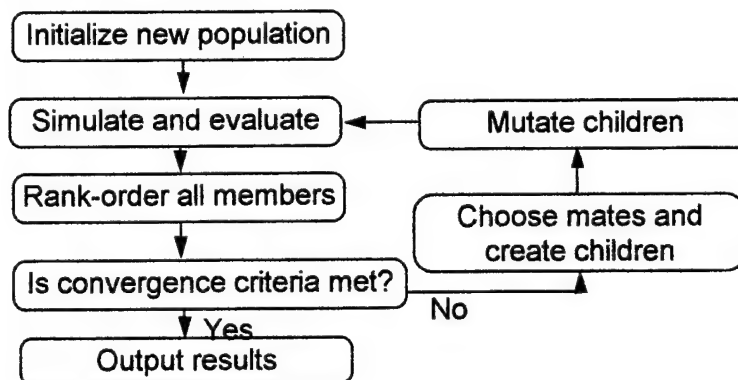 Initialize new population
Simulate and evaluate
Mutate children
Rank-order all members
Choose mates and
create children
Is convergence criteria met?
No
Yes
Output results